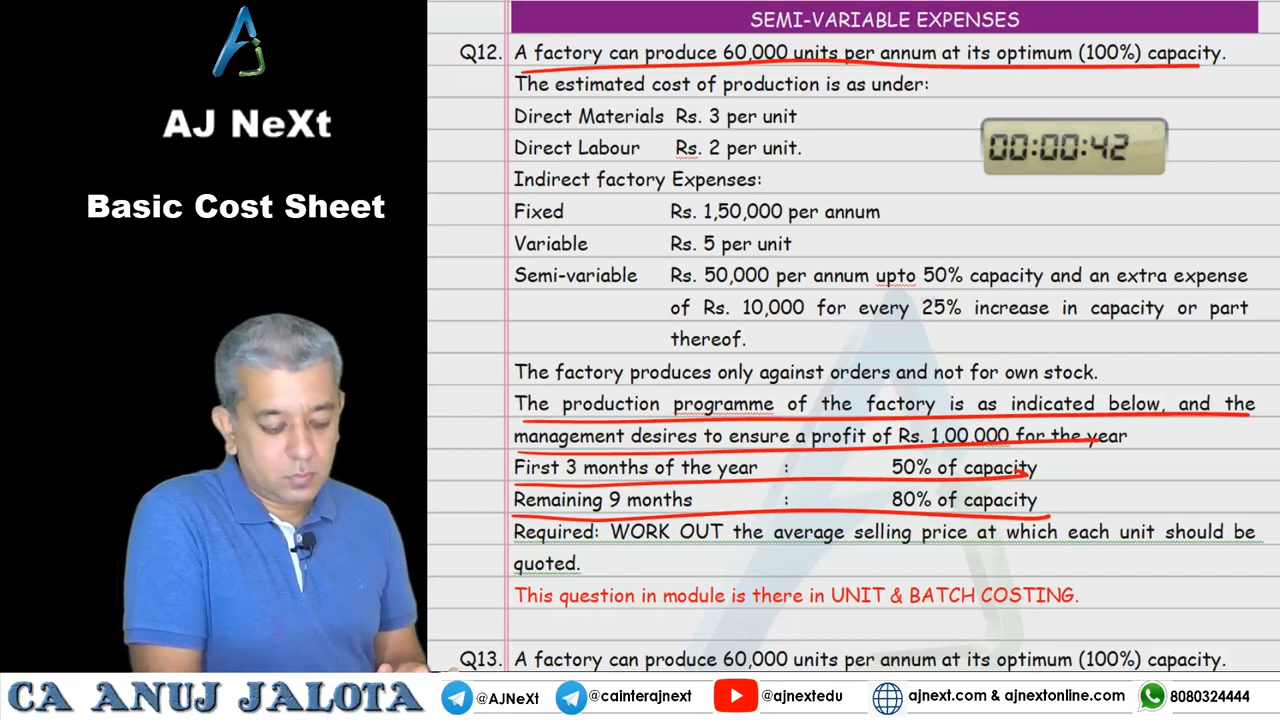 AJ NeXt
Basic Cost Sheet
SEMI-VARIABLE EXPENSES
Q12. A factory can produce 60,000 units per annum at its optimum (100%) capacity.
The estimated cost of production is as under:
Direct Materials Rs. 3 per unit
Direct Labour Rs. 2 per unit.
00:00:42
Indirect factory Expenses:
Fixed Rs. 1,50,000 per annum
Variable Rs. 5 per unit
Semi-variable Rs. 50,000 per annum upto 50% capacity and an extra expense
of Rs. 10,000 for every 25% increase in capacity or part
thereof.
The factory produces only against orders and not for own stock.
The production programme of the factory is as indicated below, and the
management desires to ensure a profit of Rs. 1,00,000 for the year
First 3 months of the year : 50% of capacity
Remaining 9 months : 80% of capacity
Required: WORK OUT the average selling price at which each unit should be
quoted.
This question in module is there in UNIT & BATCH COSTING.
Q13. A factory can produce 60,000 units per annum at its optimum (100%) capacity.
CA ANUJ JALOTA @AJNeXt @cainterajnext @ajnextedu ajnext.com & ajnextonline.com 8080324444